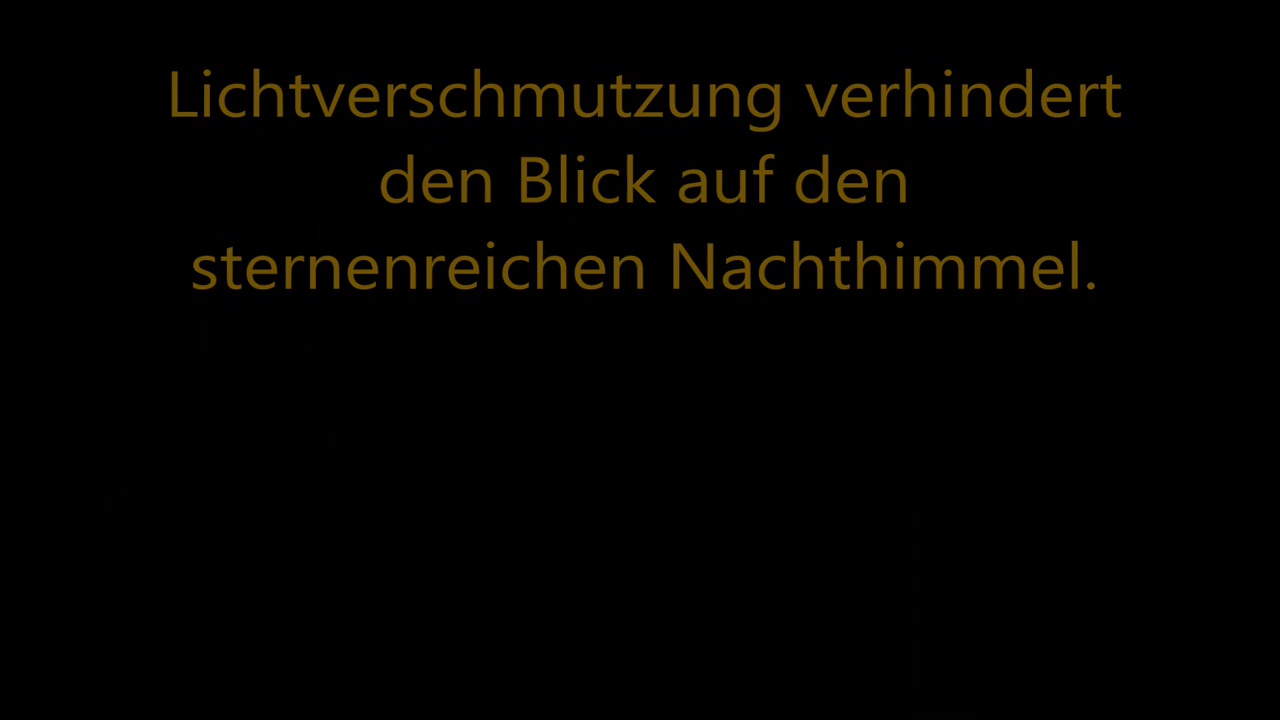 Lichtverschmutzung verhindert
den Blick auf den
sternenreichen Nachthimmel.